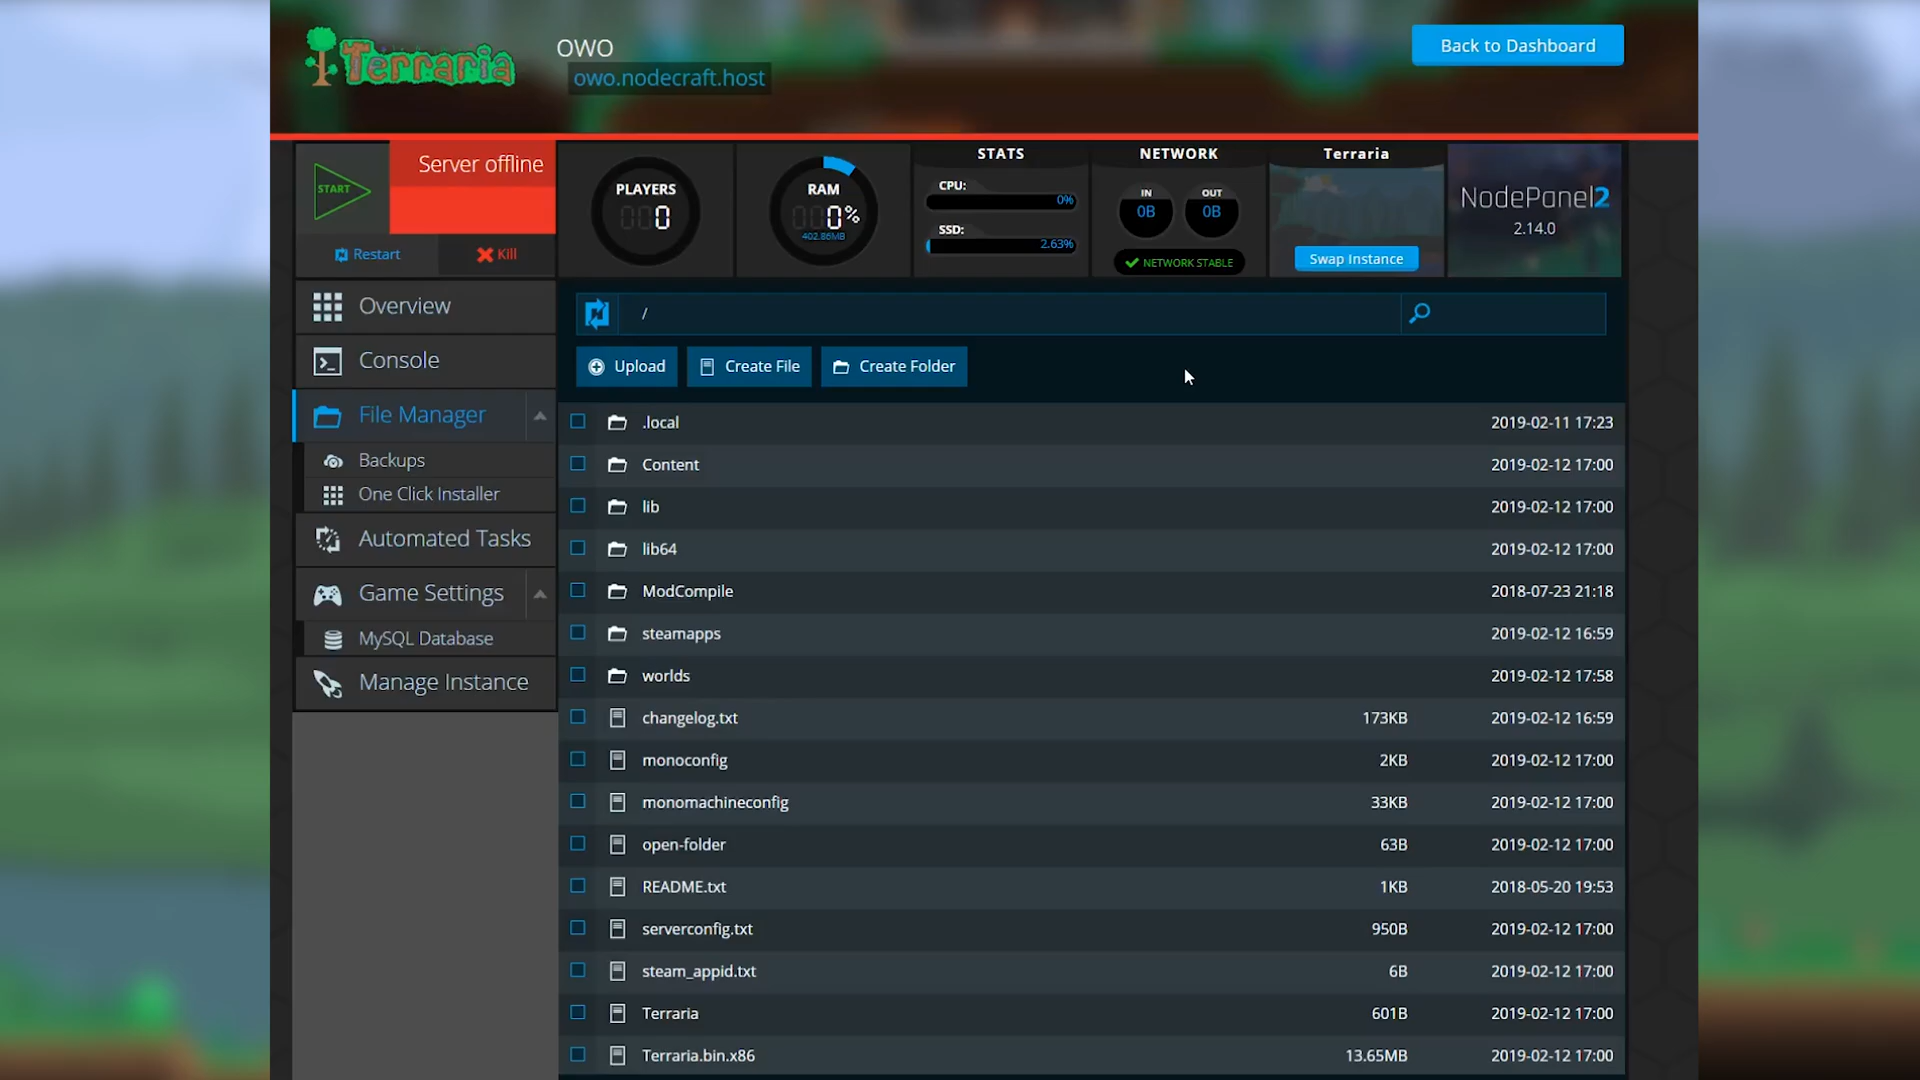 Terraria
OWO
owo.nodecraft.host
Back to Dashboard
START
Server offline
Restart
Kill
PLAYERS
0
RAM
0%
402.86MB
STATS
CPU:
0%
SSD:
2.63%
NETWORK
IN
0B
OUT
0B
NETWORK STABLE
Terraria
Swap Instance
NodePanel2
2.14.0
Overview
Console
File Manager
Backups
One Click Installer
Automated Tasks
Game Settings
MySQL Database
Manage Instance
/
Upload
Create File
Create Folder
.local 2019-02-11 17:23
Content 2019-02-12 17:00
lib 2019-02-12 17:00
lib64 2019-02-12 17:00
ModCompile 2018-07-23 21:18
steamapps 2019-02-12 16:59
worlds 2019-02-12 17:58
changelog.txt 173KB 2019-02-12 16:59
monoconfig 2KB 2019-02-12 17:00
monomachineconfig 33KB 2019-02-12 17:00
open-folder 63B 2019-02-12 17:00
README.txt 1KB 2018-05-20 19:53
serverconfig.txt 950B 2019-02-12 17:00
steam_appid.txt 6B 2019-02-12 17:00
Terraria 601B 2019-02-12 17:00
Terraria.bin.x86 13.65MB 2019-02-12 17:00